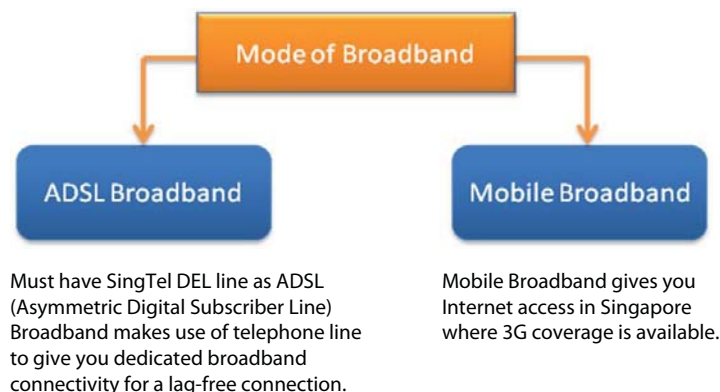 Mode of Broadband
ADSL Broadband
Mobile Broadband
Must have SingTel DEL line as ADSL
(Asymmetric Digital Subscriber Line)
Broadband makes use of telephone line
to give you dedicated broadband
connectivity for a lag-free connection.
Mobile Broadband gives you
Internet access in Singapore
where 3G coverage is available.